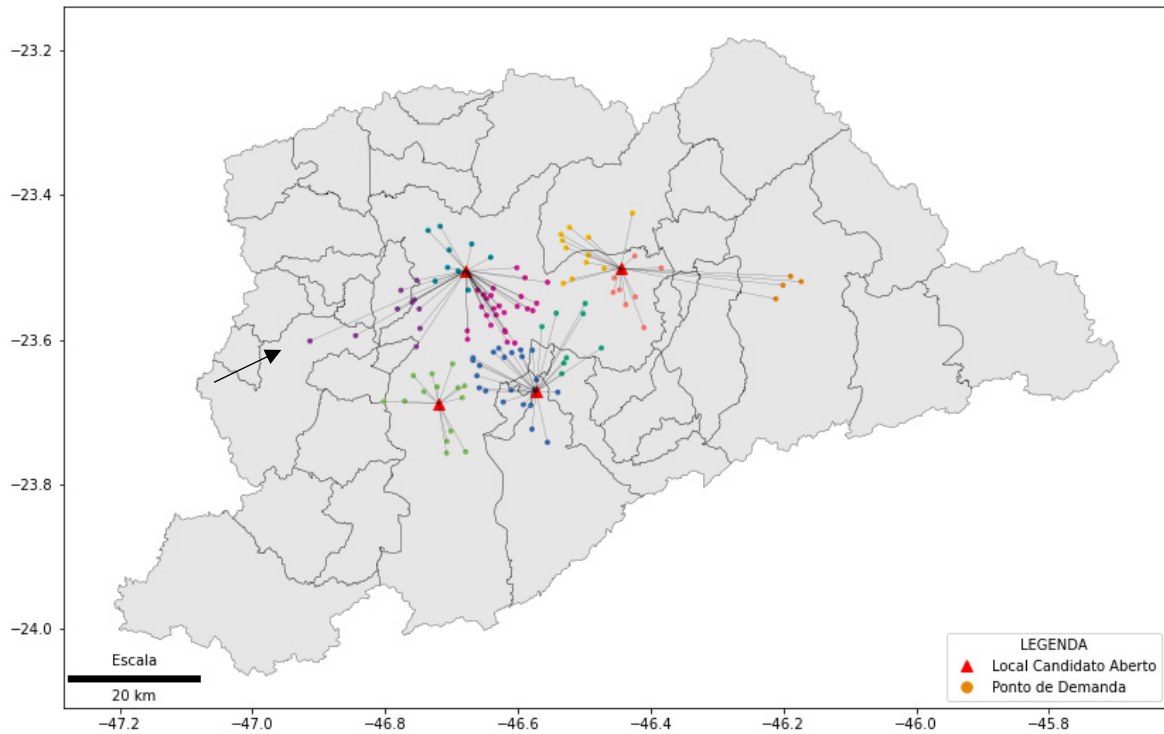 −23.2
−23.4
−23.6
−23.8
−24.0
Escala
20 km
LEGENDA
Local Candidato Aberto
Ponto de Demanda
−47.2 −47.0 −46.8 −46.6 −46.4 −46.2 −46.0 −45.8